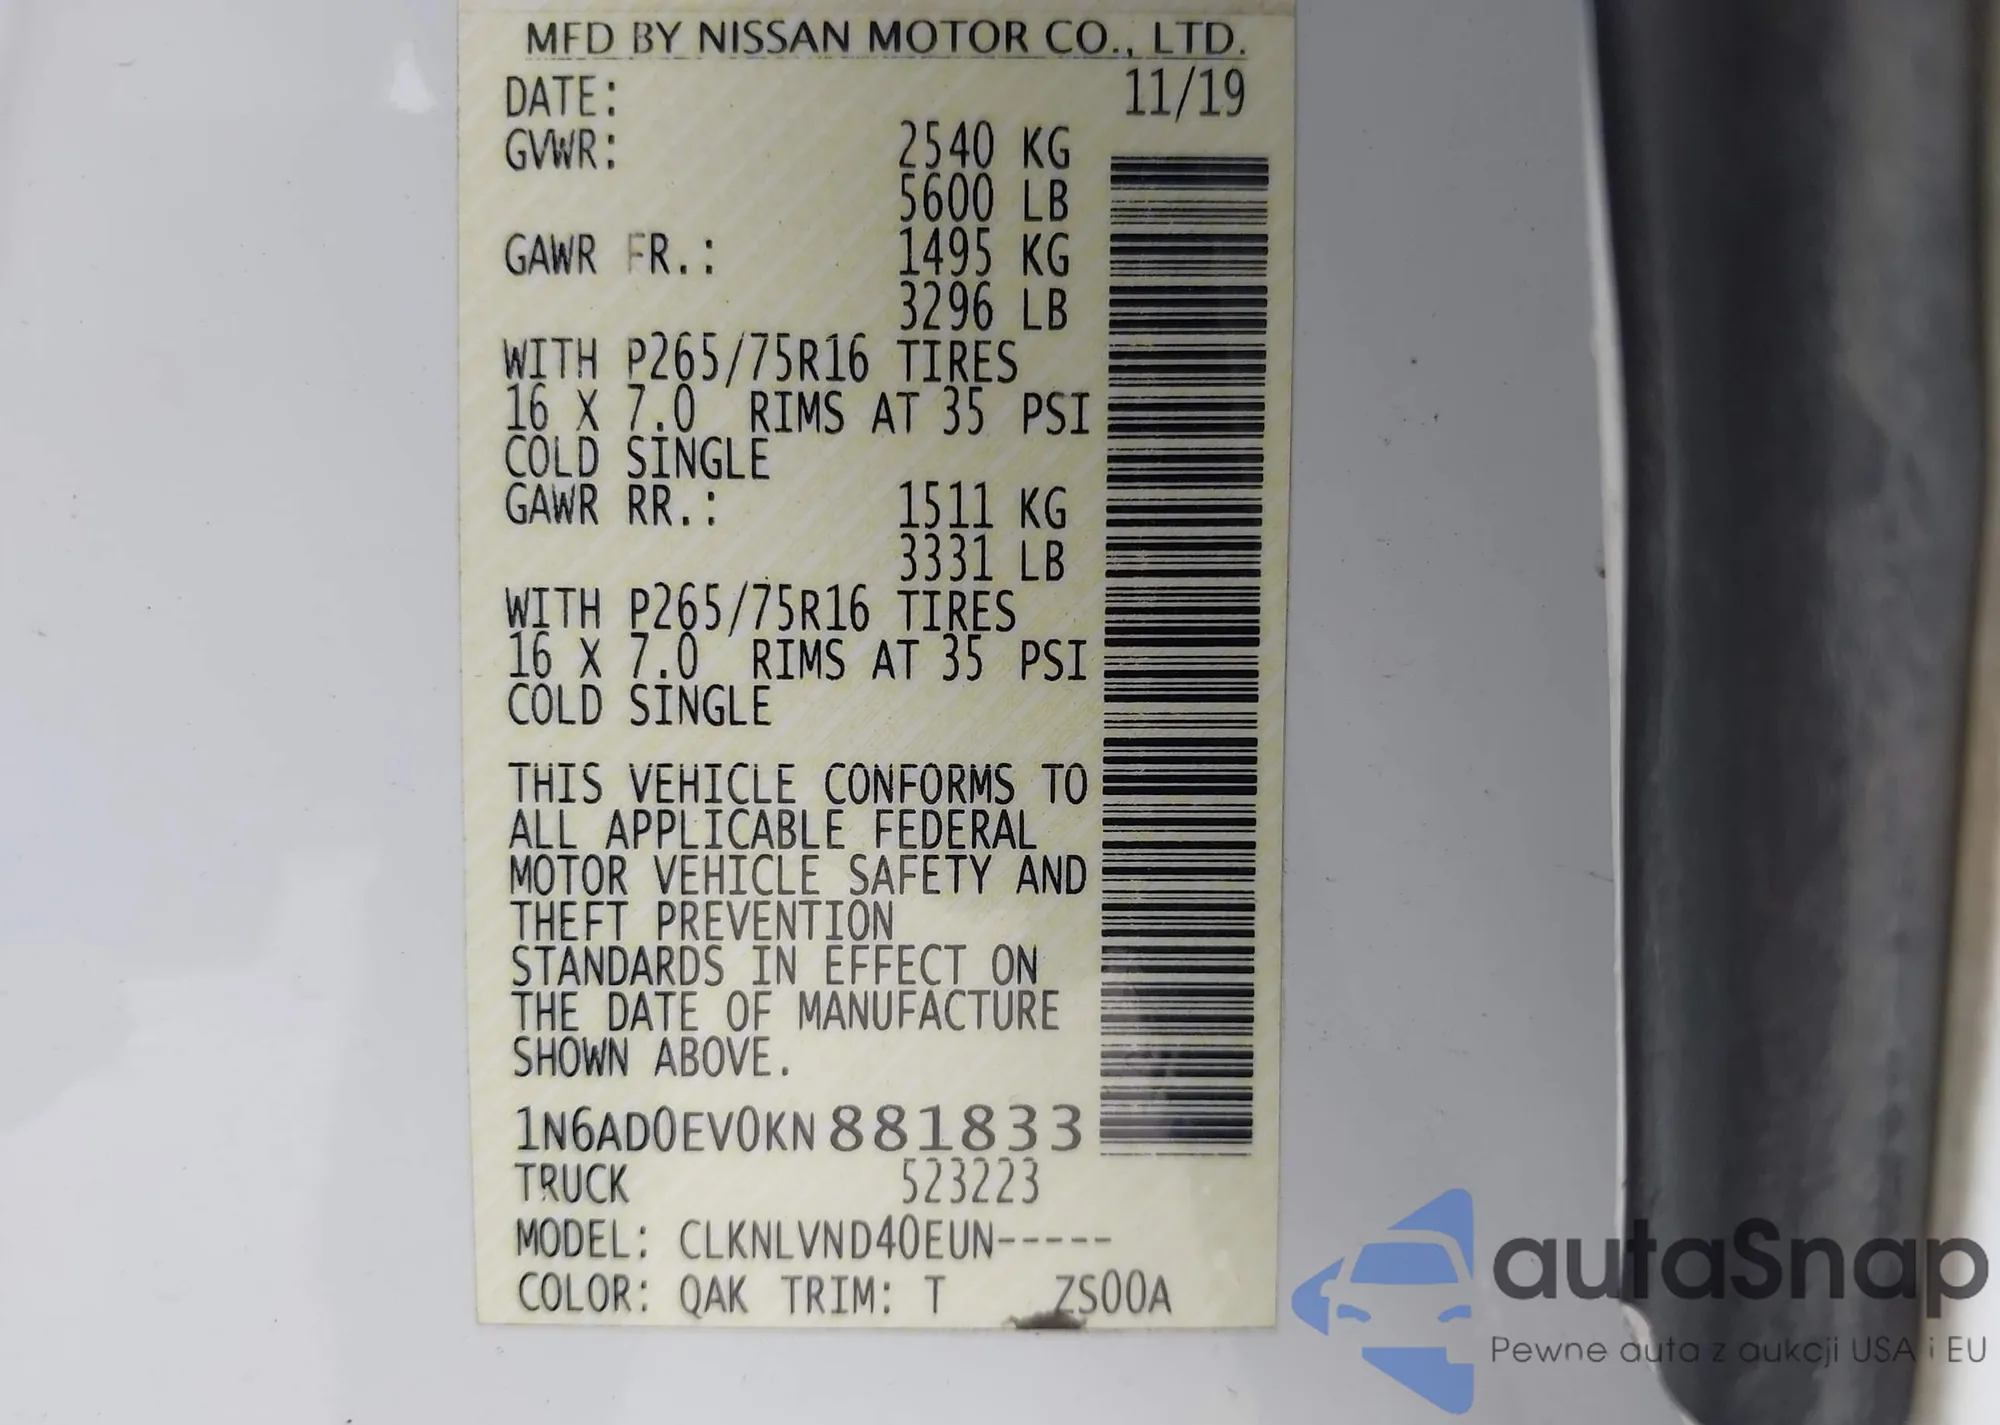 MFD BY NISSAN MOTOR CO., LTD.
DATE: 11/19
GVWR: 2540 KG
5600 LB
GAWR FR.: 1495 KG
3296 LB
WITH P265/75R16 TIRES
16 X 7.0 RIMS AT 35 PSI
COLD SINGLE
GAWR RR.: 1511 KG
3331 LB
WITH P265/75R16 TIRES
16 X 7.0 RIMS AT 35 PSI
COLD SINGLE
THIS VEHICLE CONFORMS TO
ALL APPLICABLE FEDERAL
MOTOR VEHICLE SAFETY AND
THEFT PREVENTION
STANDARDS IN EFFECT ON
THE DATE OF MANUFACTURE
SHOWN ABOVE.
1N6AD0EV0KN881833
TRUCK 523223
MODEL: CLKNLVND40EUN-----
COLOR: QAK TRIM: T ZS00A
autaSnap
Pewne auta z aukcji USA i EU